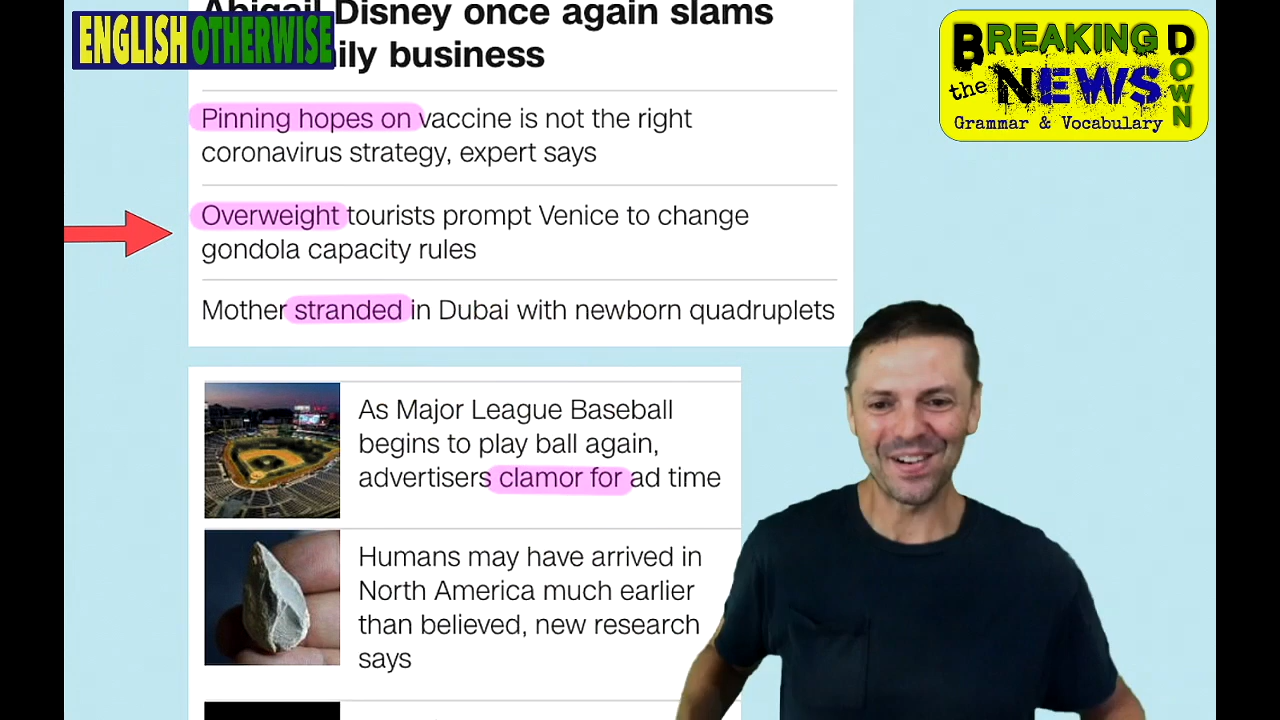 Abigail Disney once again slams
ENGLISH OTHERWISE
ily business
BREAKING
the NEWS DOWN
Grammar & Vocabulary
Pinning hopes on vaccine is not the right
coronavirus strategy, expert says
Overweight tourists prompt Venice to change
gondola capacity rules
Mother stranded in Dubai with newborn quadruplets
As Major League Baseball
begins to play ball again,
advertisers clamor for ad time
Humans may have arrived in
North America much earlier
than believed, new research
says